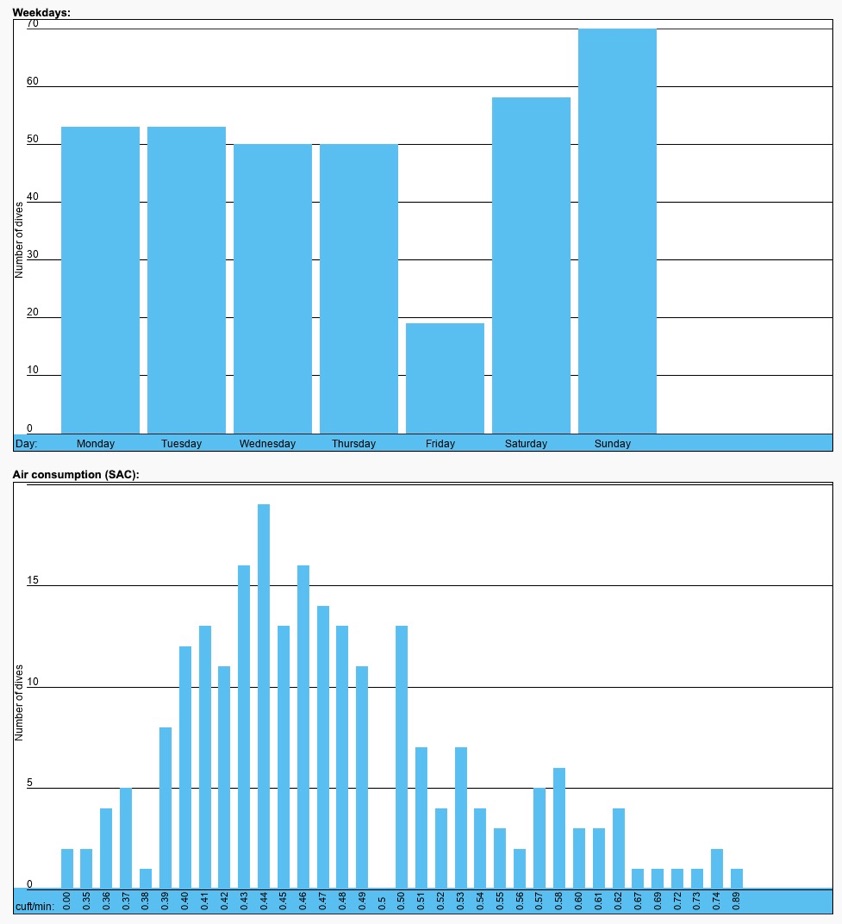 Weekdays:
70
60
50
40
30
20
10
0
Number of dives
Day: Monday Tuesday Wednesday Thursday Friday Saturday Sunday
Air consumption (SAC):
15
10
5
0
Number of dives
cuft/min: 0.00 0.35 0.36 0.37 0.38 0.39 0.40 0.41 0.42 0.43 0.44 0.45 0.46 0.47 0.48 0.49 0.5 0.50 0.51 0.52 0.53 0.54 0.55 0.56 0.57 0.58 0.60 0.61 0.62 0.67 0.69 0.72 0.73 0.74 0.89